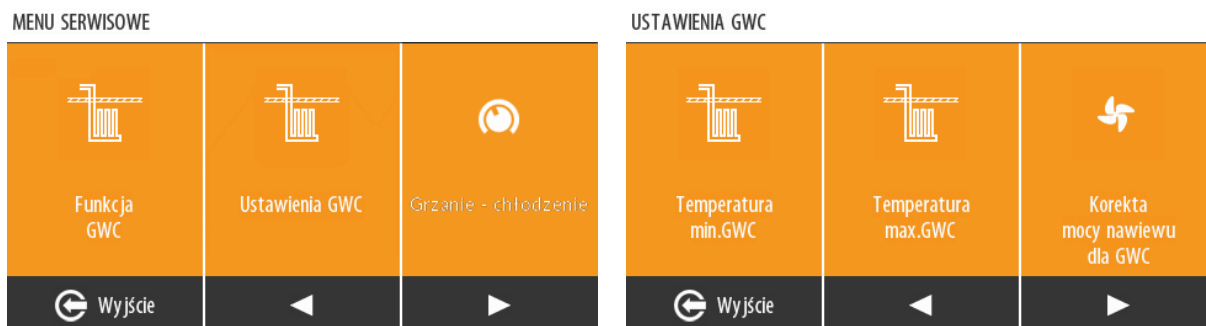 MENU SERWISOWE
Funkcja
GWC
Ustawienia GWC
Grzanie - chłodzenie
Wyjście
USTAWIENIA GWC
Temperatura
min.GWC
Temperatura
max.GWC
Korekta
mocy nawiewu
dla GWC
Wyjście